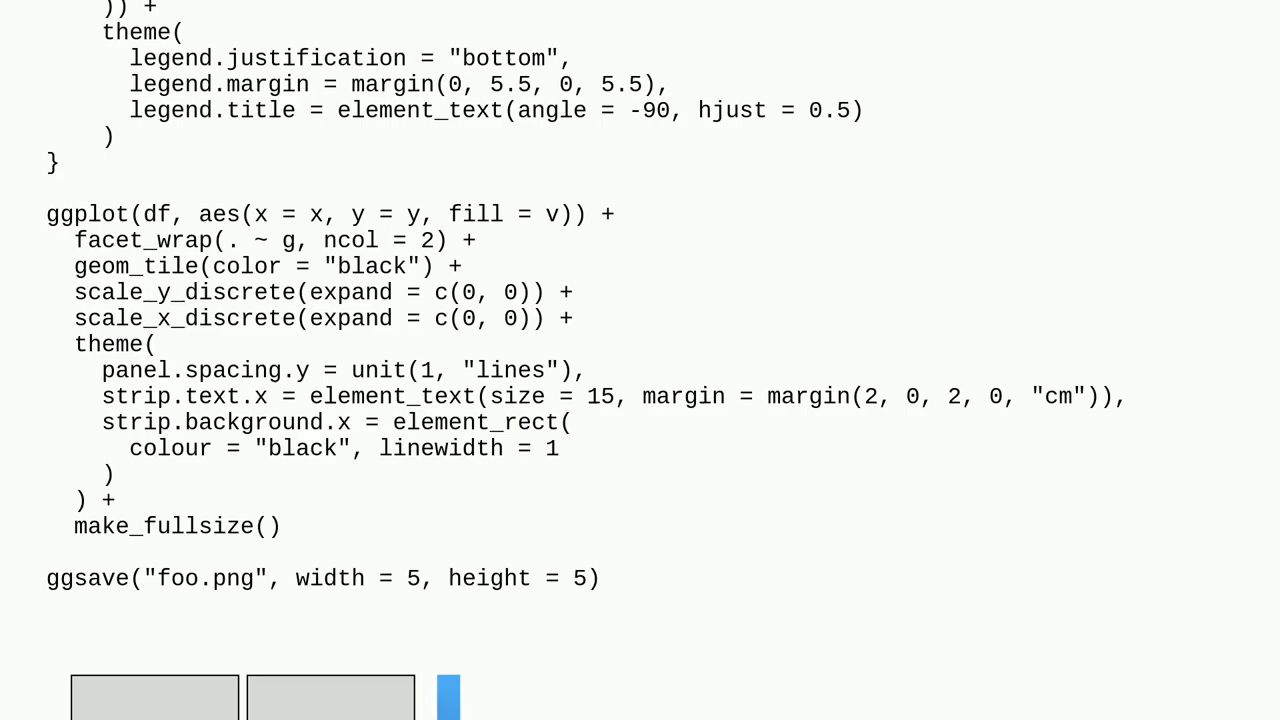 )) +
theme(
legend.justification = "bottom",
legend.margin = margin(0, 5.5, 0, 5.5),
legend.title = element_text(angle = -90, hjust = 0.5)
)
}
ggplot(df, aes(x = x, y = y, fill = v)) +
facet_wrap(. ~ g, ncol = 2) +
geom_tile(color = "black") +
scale_y_discrete(expand = c(0, 0)) +
scale_x_discrete(expand = c(0, 0)) +
theme(
panel.spacing.y = unit(1, "lines"),
strip.text.x = element_text(size = 15, margin = margin(2, 0, 2, 0, "cm")),
strip.background.x = element_rect(
colour = "black", linewidth = 1
)
) +
make_fullsize()
ggsave("foo.png", width = 5, height = 5)